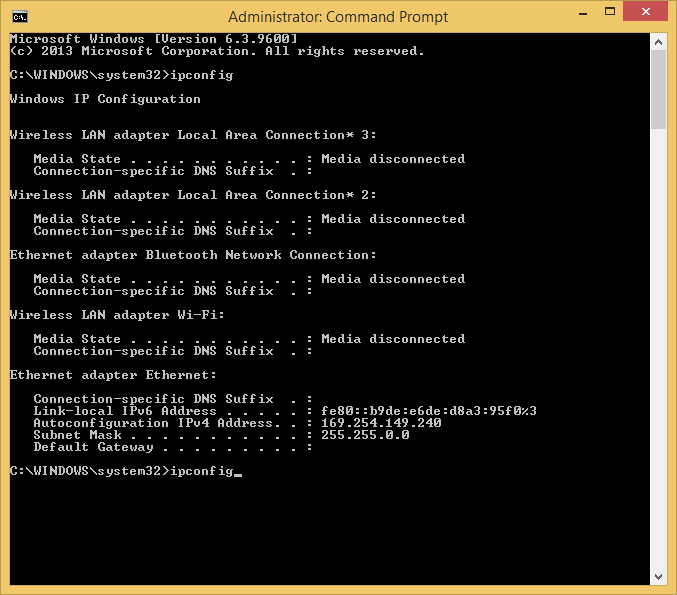 Administrator: Command Prompt
Microsoft Windows [Version 6.3.9600]
(c) 2013 Microsoft Corporation. All rights reserved.
C:\WINDOWS\system32>ipconfig
Windows IP Configuration
Wireless LAN adapter Local Area Connection* 3:
Media State . . . . . . . . . . . : Media disconnected
Connection-specific DNS Suffix  . :
Wireless LAN adapter Local Area Connection* 2:
Media State . . . . . . . . . . . : Media disconnected
Connection-specific DNS Suffix  . :
Ethernet adapter Bluetooth Network Connection:
Media State . . . . . . . . . . . : Media disconnected
Connection-specific DNS Suffix  . :
Wireless LAN adapter Wi-Fi:
Media State . . . . . . . . . . . : Media disconnected
Connection-specific DNS Suffix  . :
Ethernet adapter Ethernet:
Connection-specific DNS Suffix  . :
Link-local IPv6 Address . . . . . : fe80::b9de:e6de:d8a3:95f0%3
Autoconfiguration IPv4 Address. . : 169.254.149.240
Subnet Mask . . . . . . . . . . . : 255.255.0.0
Default Gateway . . . . . . . . . :
C:\WINDOWS\system32>ipconfig_